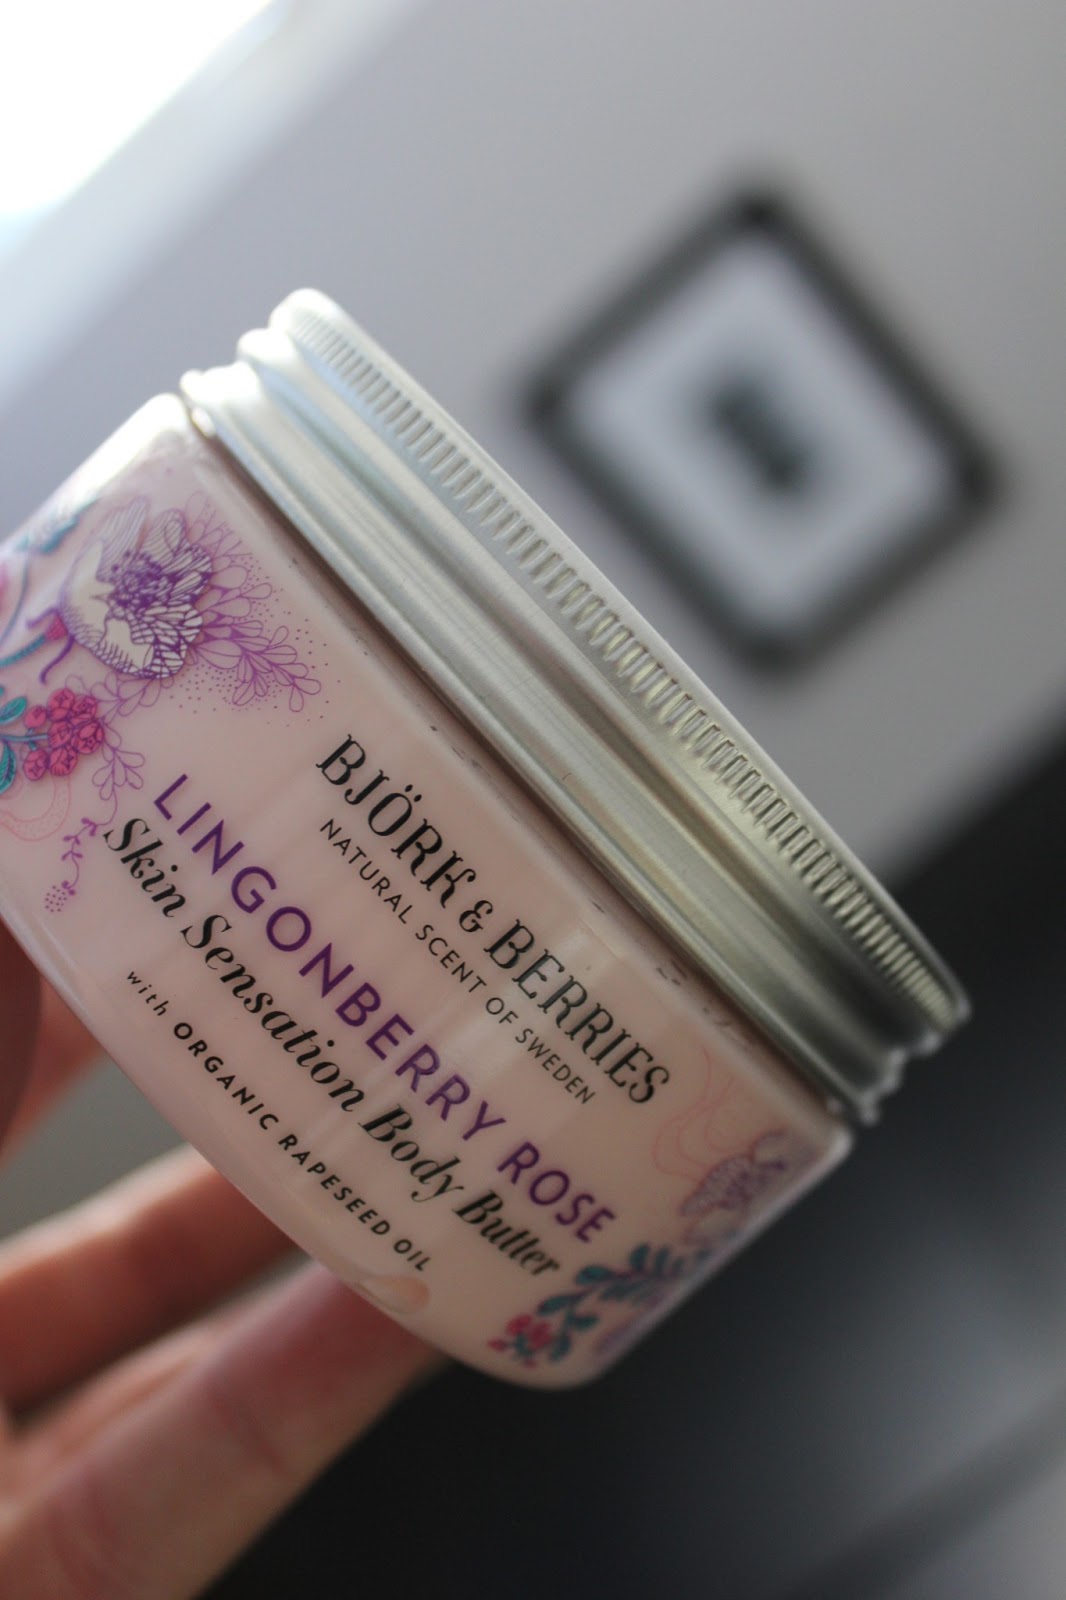 BJÖRK & BERRIES
NATURAL SCENT OF SWEDEN
LINGONBERRY ROSE
Skin Sensation Body Butter
with ORGANIC RAPESEED OIL